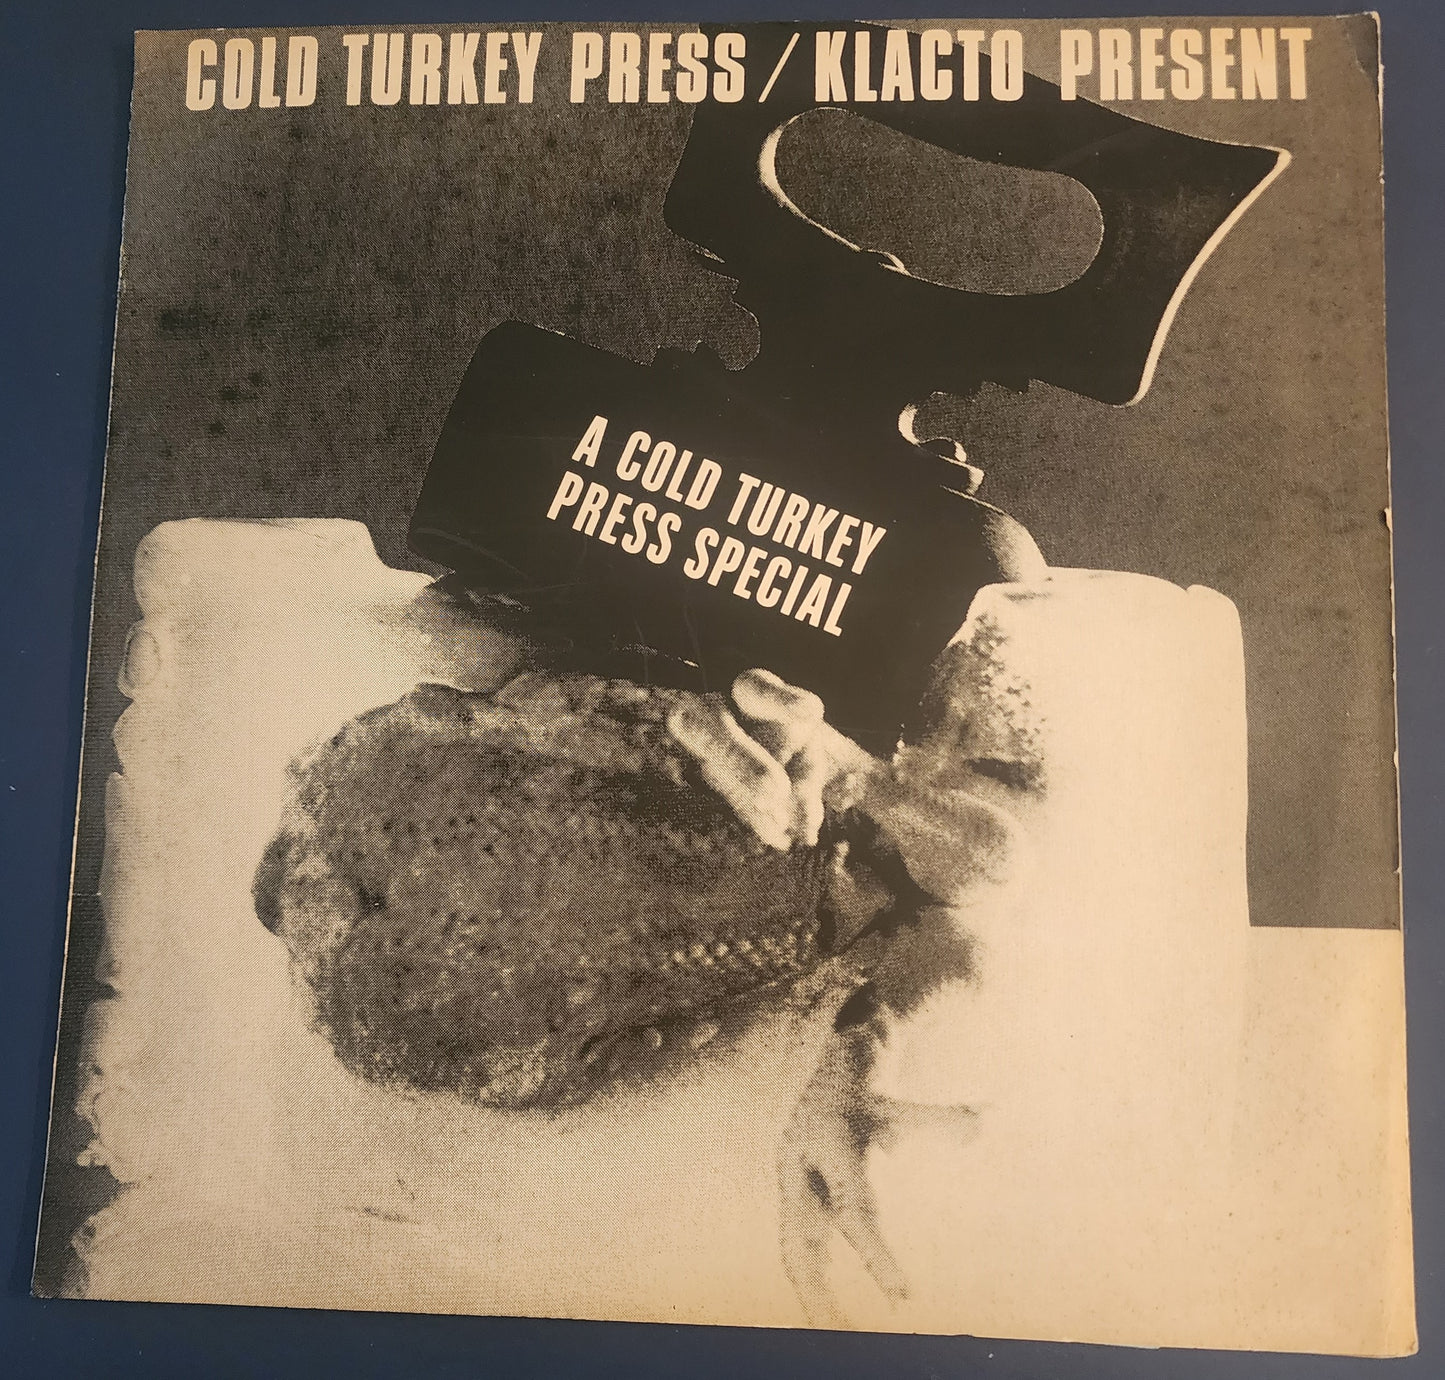 COLD TURKEY PRESS / KLACTO PRESENT
A COLD TURKEY
PRESS SPECIAL